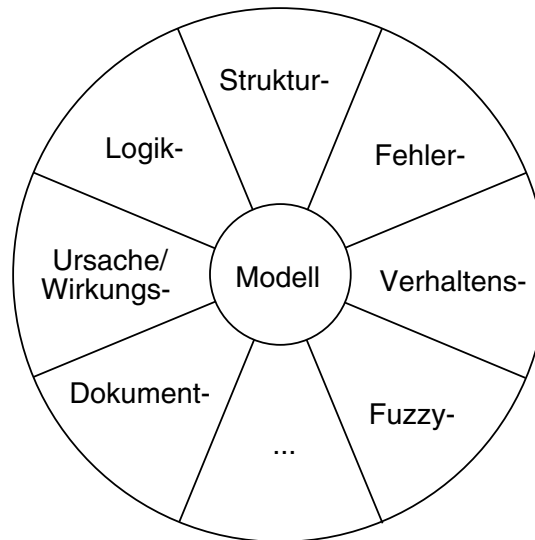 Struktur-
Logik-
Fehler-
Ursache/
Wirkungs-
Modell
Verhaltens-
Dokument-
Fuzzy-
...